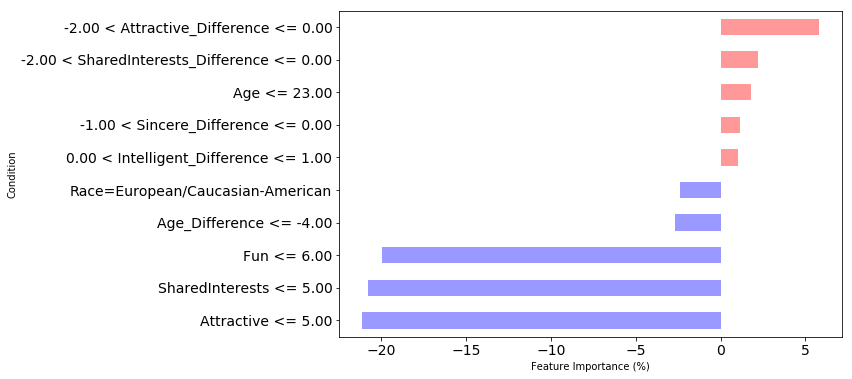 -2.00 < Attractive_Difference <= 0.00
-2.00 < SharedInterests_Difference <= 0.00
Age <= 23.00
-1.00 < Sincere_Difference <= 0.00
0.00 < Intelligent_Difference <= 1.00
Race=European/Caucasian-American
Age_Difference <= -4.00
Fun <= 6.00
SharedInterests <= 5.00
Attractive <= 5.00
Condition
−20 −15 −10 −5 0 5
Feature Importance (%)